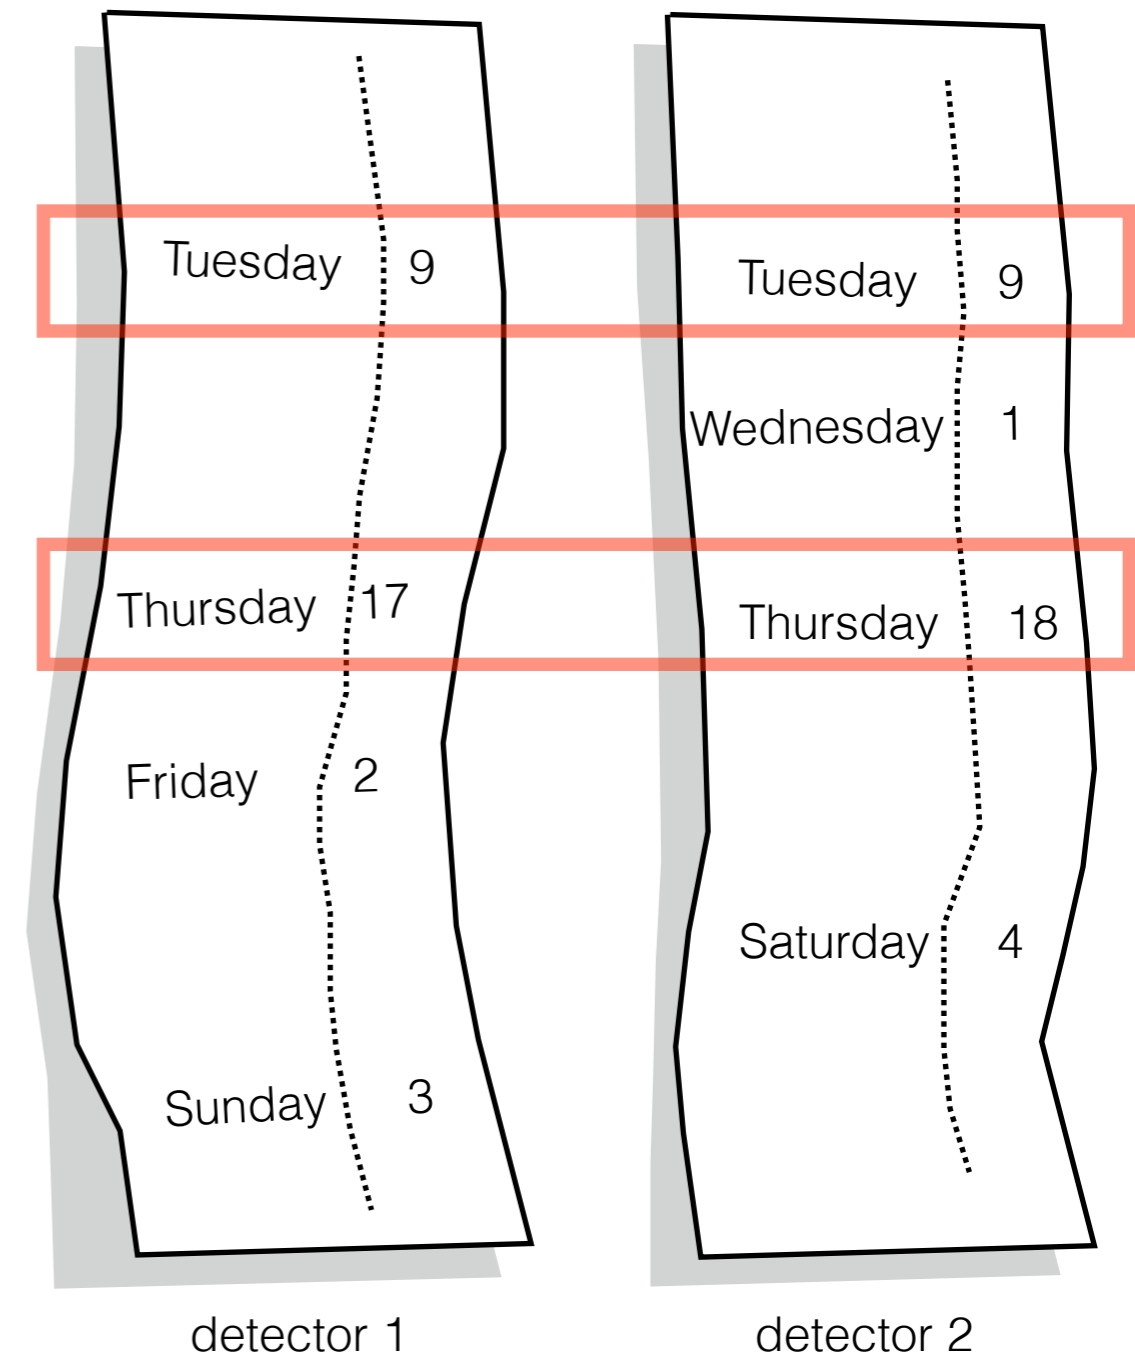 Tuesday 9
Thursday 17
Friday 2
Sunday 3
detector 1
Tuesday 9
Wednesday 1
Thursday 18
Saturday 4
detector 2